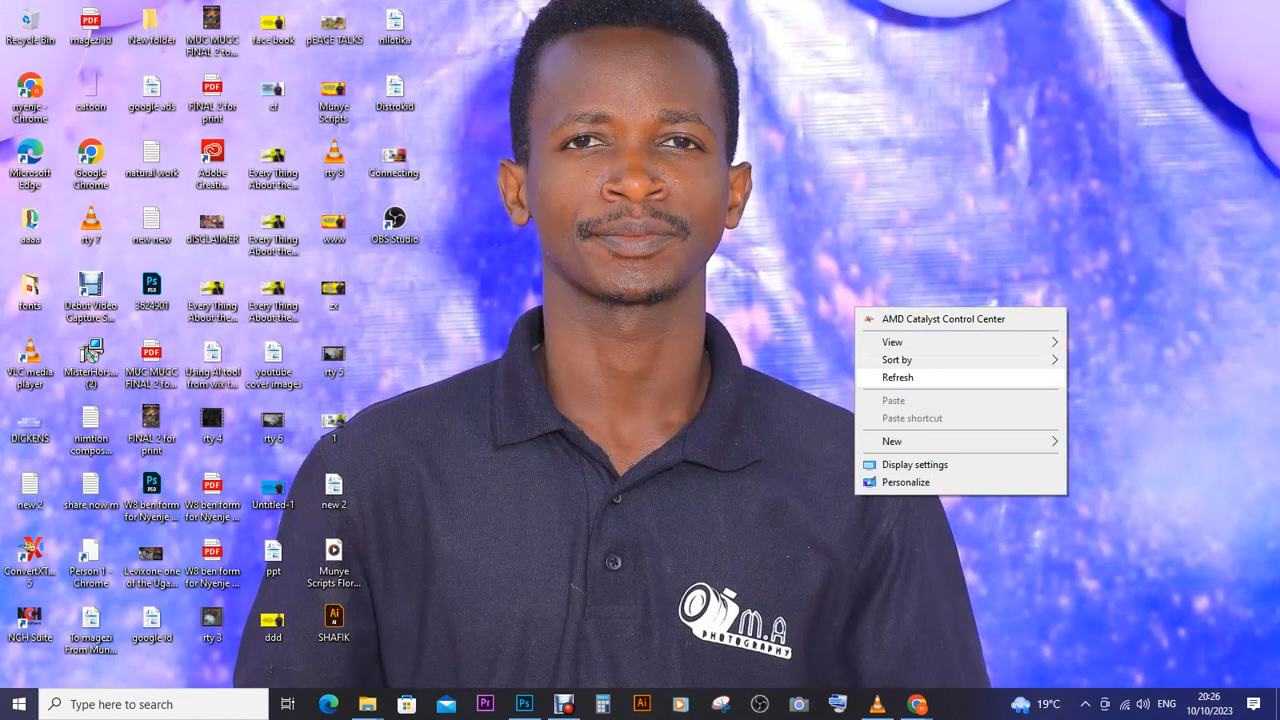 Recycle Bin
magezi id
New folder
MUC MUGC
FINAL 2 to...
face book
pEACE TALKS
milotika
nyenje -
Chrome
catoon
google ads
FINAL 2 for
print
cf
Munye
Scripts
Distrokid
Microsoft
Edge
Google
Chrome
natural work
Adobe
Creati...
Every Thing
About the...
rty 8
Connecting
aaaa
rty 7
new new
dISCLAIMER
Every Thing
About the...
www
OBS Studio
fonts
Debut Video
Capture S...
3624901
Every Thing
About the...
Every Thing
About the...
zx
VLC media
player
MisterHors...
(2)
MUC MUGC
FINAL 2 fo...
Using AI tool
from wix t...
youtube
cover images
rty 5
DICKENS
nimtion
compos...
FINAL 2 for
print
rty 4
rty 6
1
new 2
share now m
W8 ben form
for Nyenje ...
W8 ben form
for Nyenje ...
Untitled-1
new 2
ConvertXT...
5
Person 1 -
Chrome
Levixone one
of the Uga...
W8 ben form
for Nyenje ...
ppt
Munye
Scripts Flor...
NCH Suite
To magezi
From Mun...
google id
rty 3
ddd
SHAFIK
AMD Catalyst Control Center
View
Sort by
Refresh
Paste
Paste shortcut
New
Display settings
Personalize
M.A
PHOTOGRAPHY
Type here to search
19°C
ENG
20:26
10/10/2023